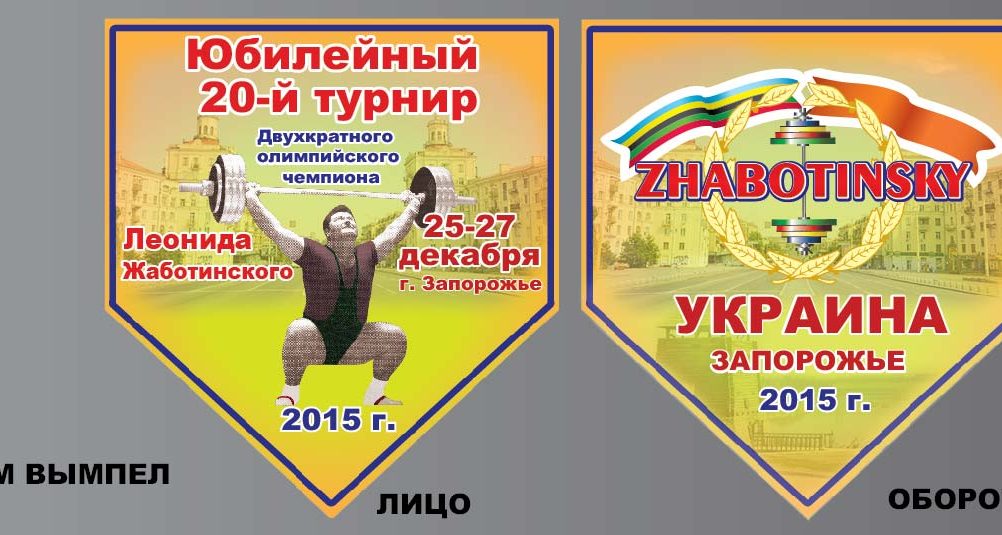 Юбилейный
20-й турнир
Двухкратного
олимпийского
чемпиона
Леонида
Жаботинского
25-27
декабря
г. Запорожье
2015 г.
ZHABOTINSKY
УКРАИНА
ЗАПОРОЖЬЕ
2015 г.
М ВЫМПЕЛ
ЛИЦО
ОБОРО